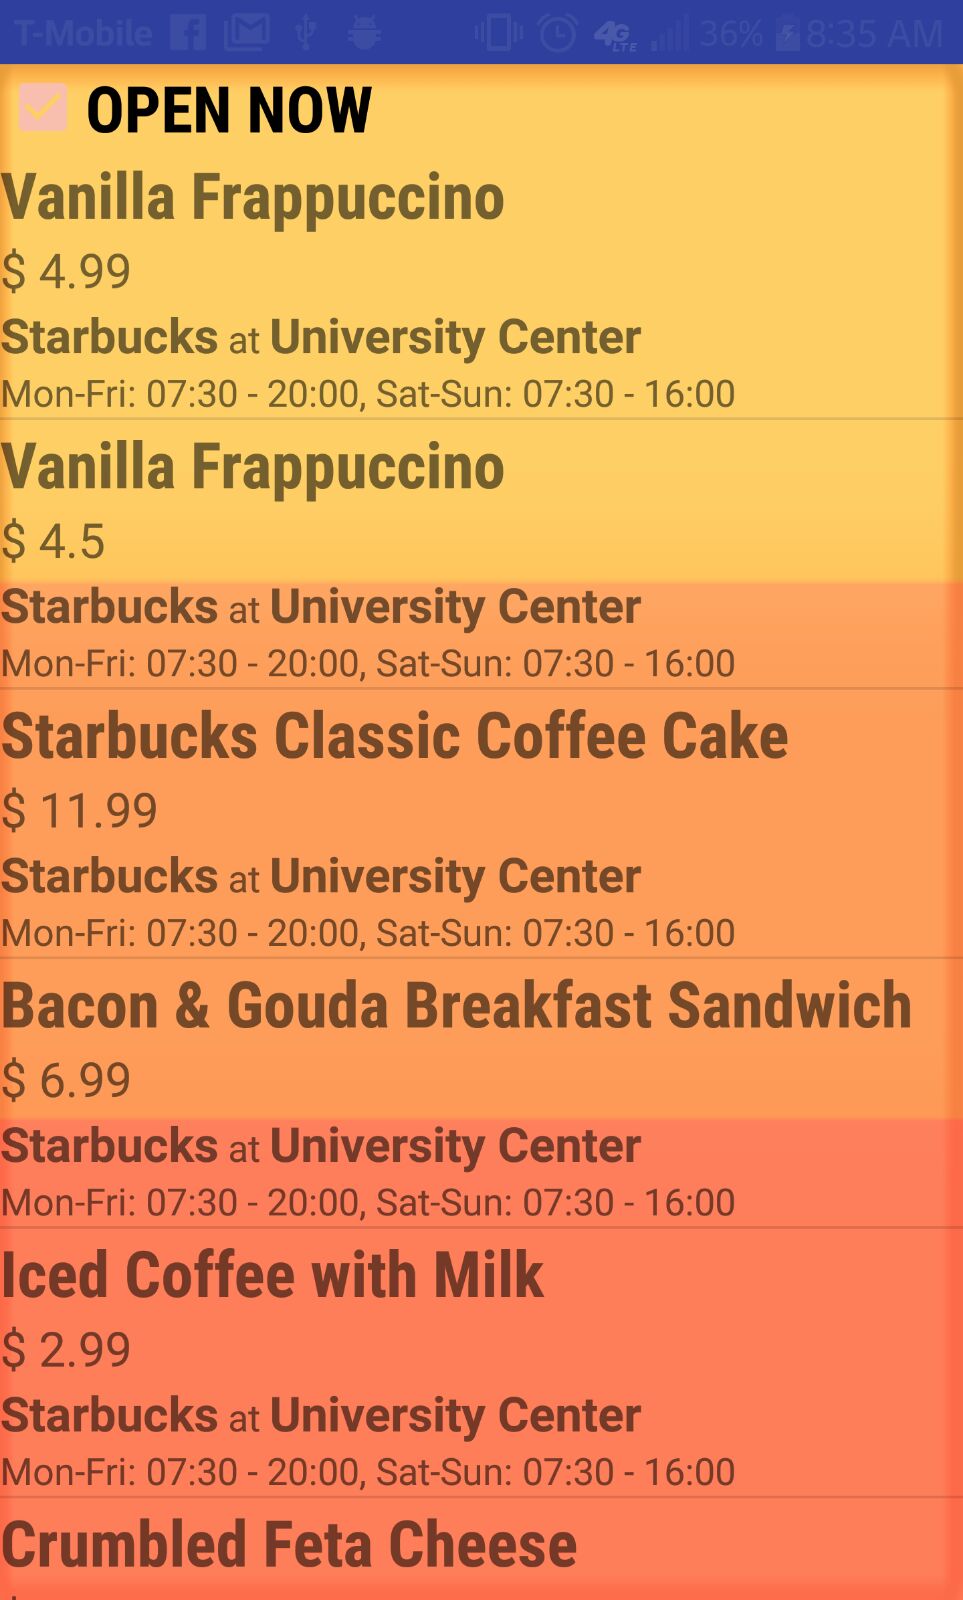 T-Mobile 4G LTE 36% 8:35 AM
OPEN NOW
Vanilla Frappuccino
$ 4.99
Starbucks at University Center
Mon-Fri: 07:30 - 20:00, Sat-Sun: 07:30 - 16:00
Vanilla Frappuccino
$ 4.5
Starbucks at University Center
Mon-Fri: 07:30 - 20:00, Sat-Sun: 07:30 - 16:00
Starbucks Classic Coffee Cake
$ 11.99
Starbucks at University Center
Mon-Fri: 07:30 - 20:00, Sat-Sun: 07:30 - 16:00
Bacon & Gouda Breakfast Sandwich
$ 6.99
Starbucks at University Center
Mon-Fri: 07:30 - 20:00, Sat-Sun: 07:30 - 16:00
Iced Coffee with Milk
$ 2.99
Starbucks at University Center
Mon-Fri: 07:30 - 20:00, Sat-Sun: 07:30 - 16:00
Crumbled Feta Cheese